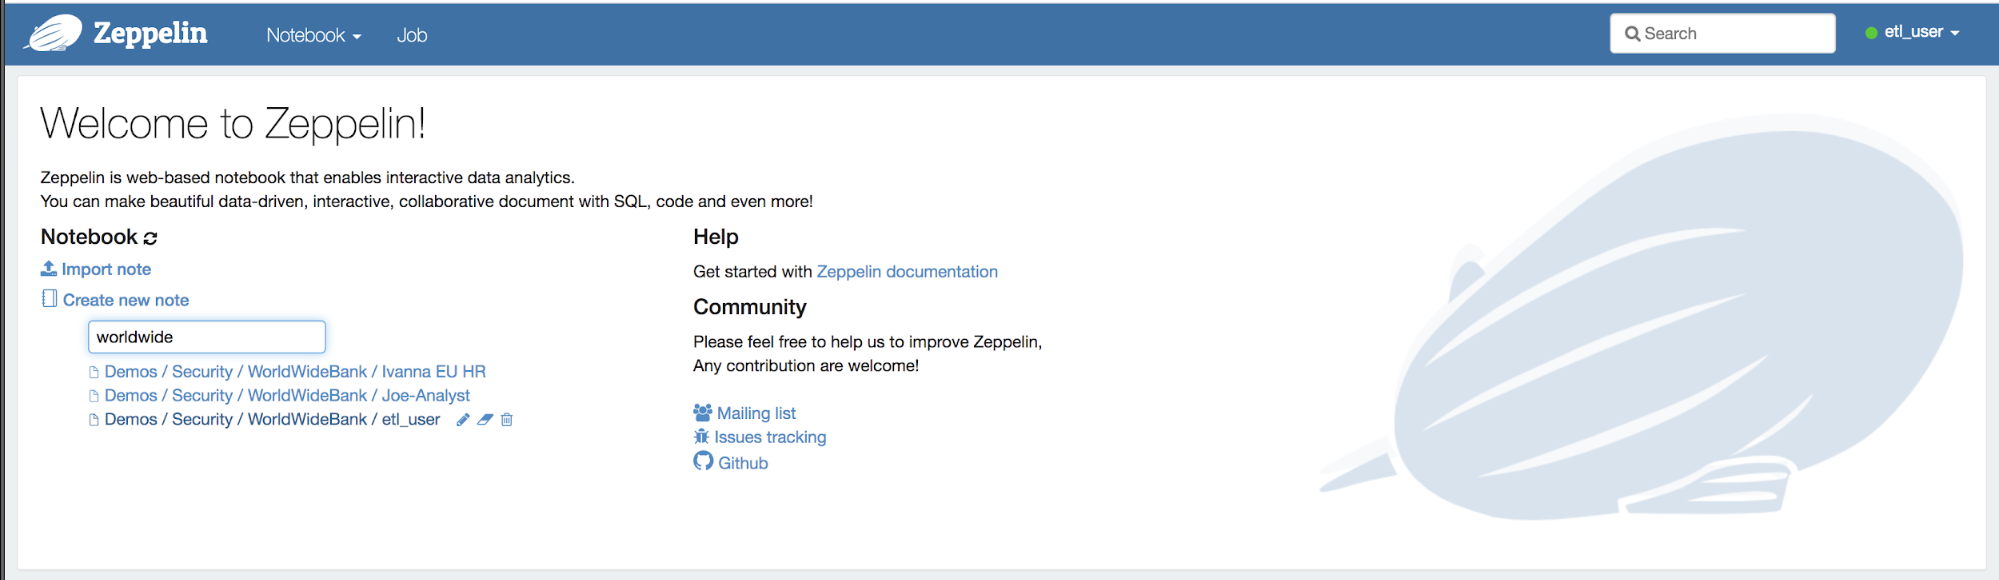 Zeppelin Notebook Job Search etl_user
Welcome to Zeppelin!
Zeppelin is web-based notebook that enables interactive data analytics.
You can make beautiful data-driven, interactive, collaborative document with SQL, code and even more!
Notebook
Import note
Create new note
worldwide
Demos / Security / WorldWideBank / Ivanna EU HR
Demos / Security / WorldWideBank / Joe-Analyst
Demos / Security / WorldWideBank / etl_user
Help
Get started with Zeppelin documentation
Community
Please feel free to help us to improve Zeppelin,
Any contribution are welcome!
Mailing list
Issues tracking
Github